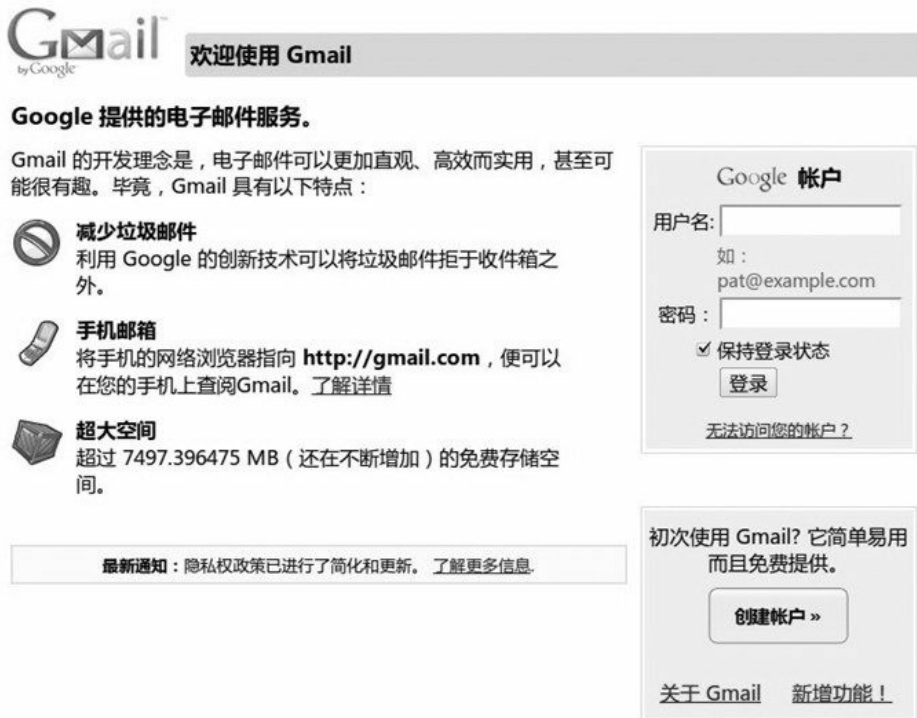 Gmail
by Google
欢迎使用 Gmail
Google 提供的电子邮件服务。
Gmail 的开发理念是，电子邮件可以更加直观、高效而实用，甚至可
能很有趣。毕竟，Gmail 具有以下特点：
减少垃圾邮件
利用 Google 的创新技术可以将垃圾邮件拒于收件箱之
外。
手机邮箱
将手机的网络浏览器指向 http://gmail.com，便可以
在您的手机上查阅Gmail。了解详情
超大空间
超过 7497.396475 MB（还在不断增加）的免费存储空
间。
最新通知：隐私权政策已进行了简化和更新。 了解更多信息.
Google 帐户
用户名:
如：
pat@example.com
密码：
保持登录状态
登录
无法访问您的帐户？
初次使用 Gmail? 它简单易用
而且免费提供。
创建帐户 »
关于 Gmail 新增功能！